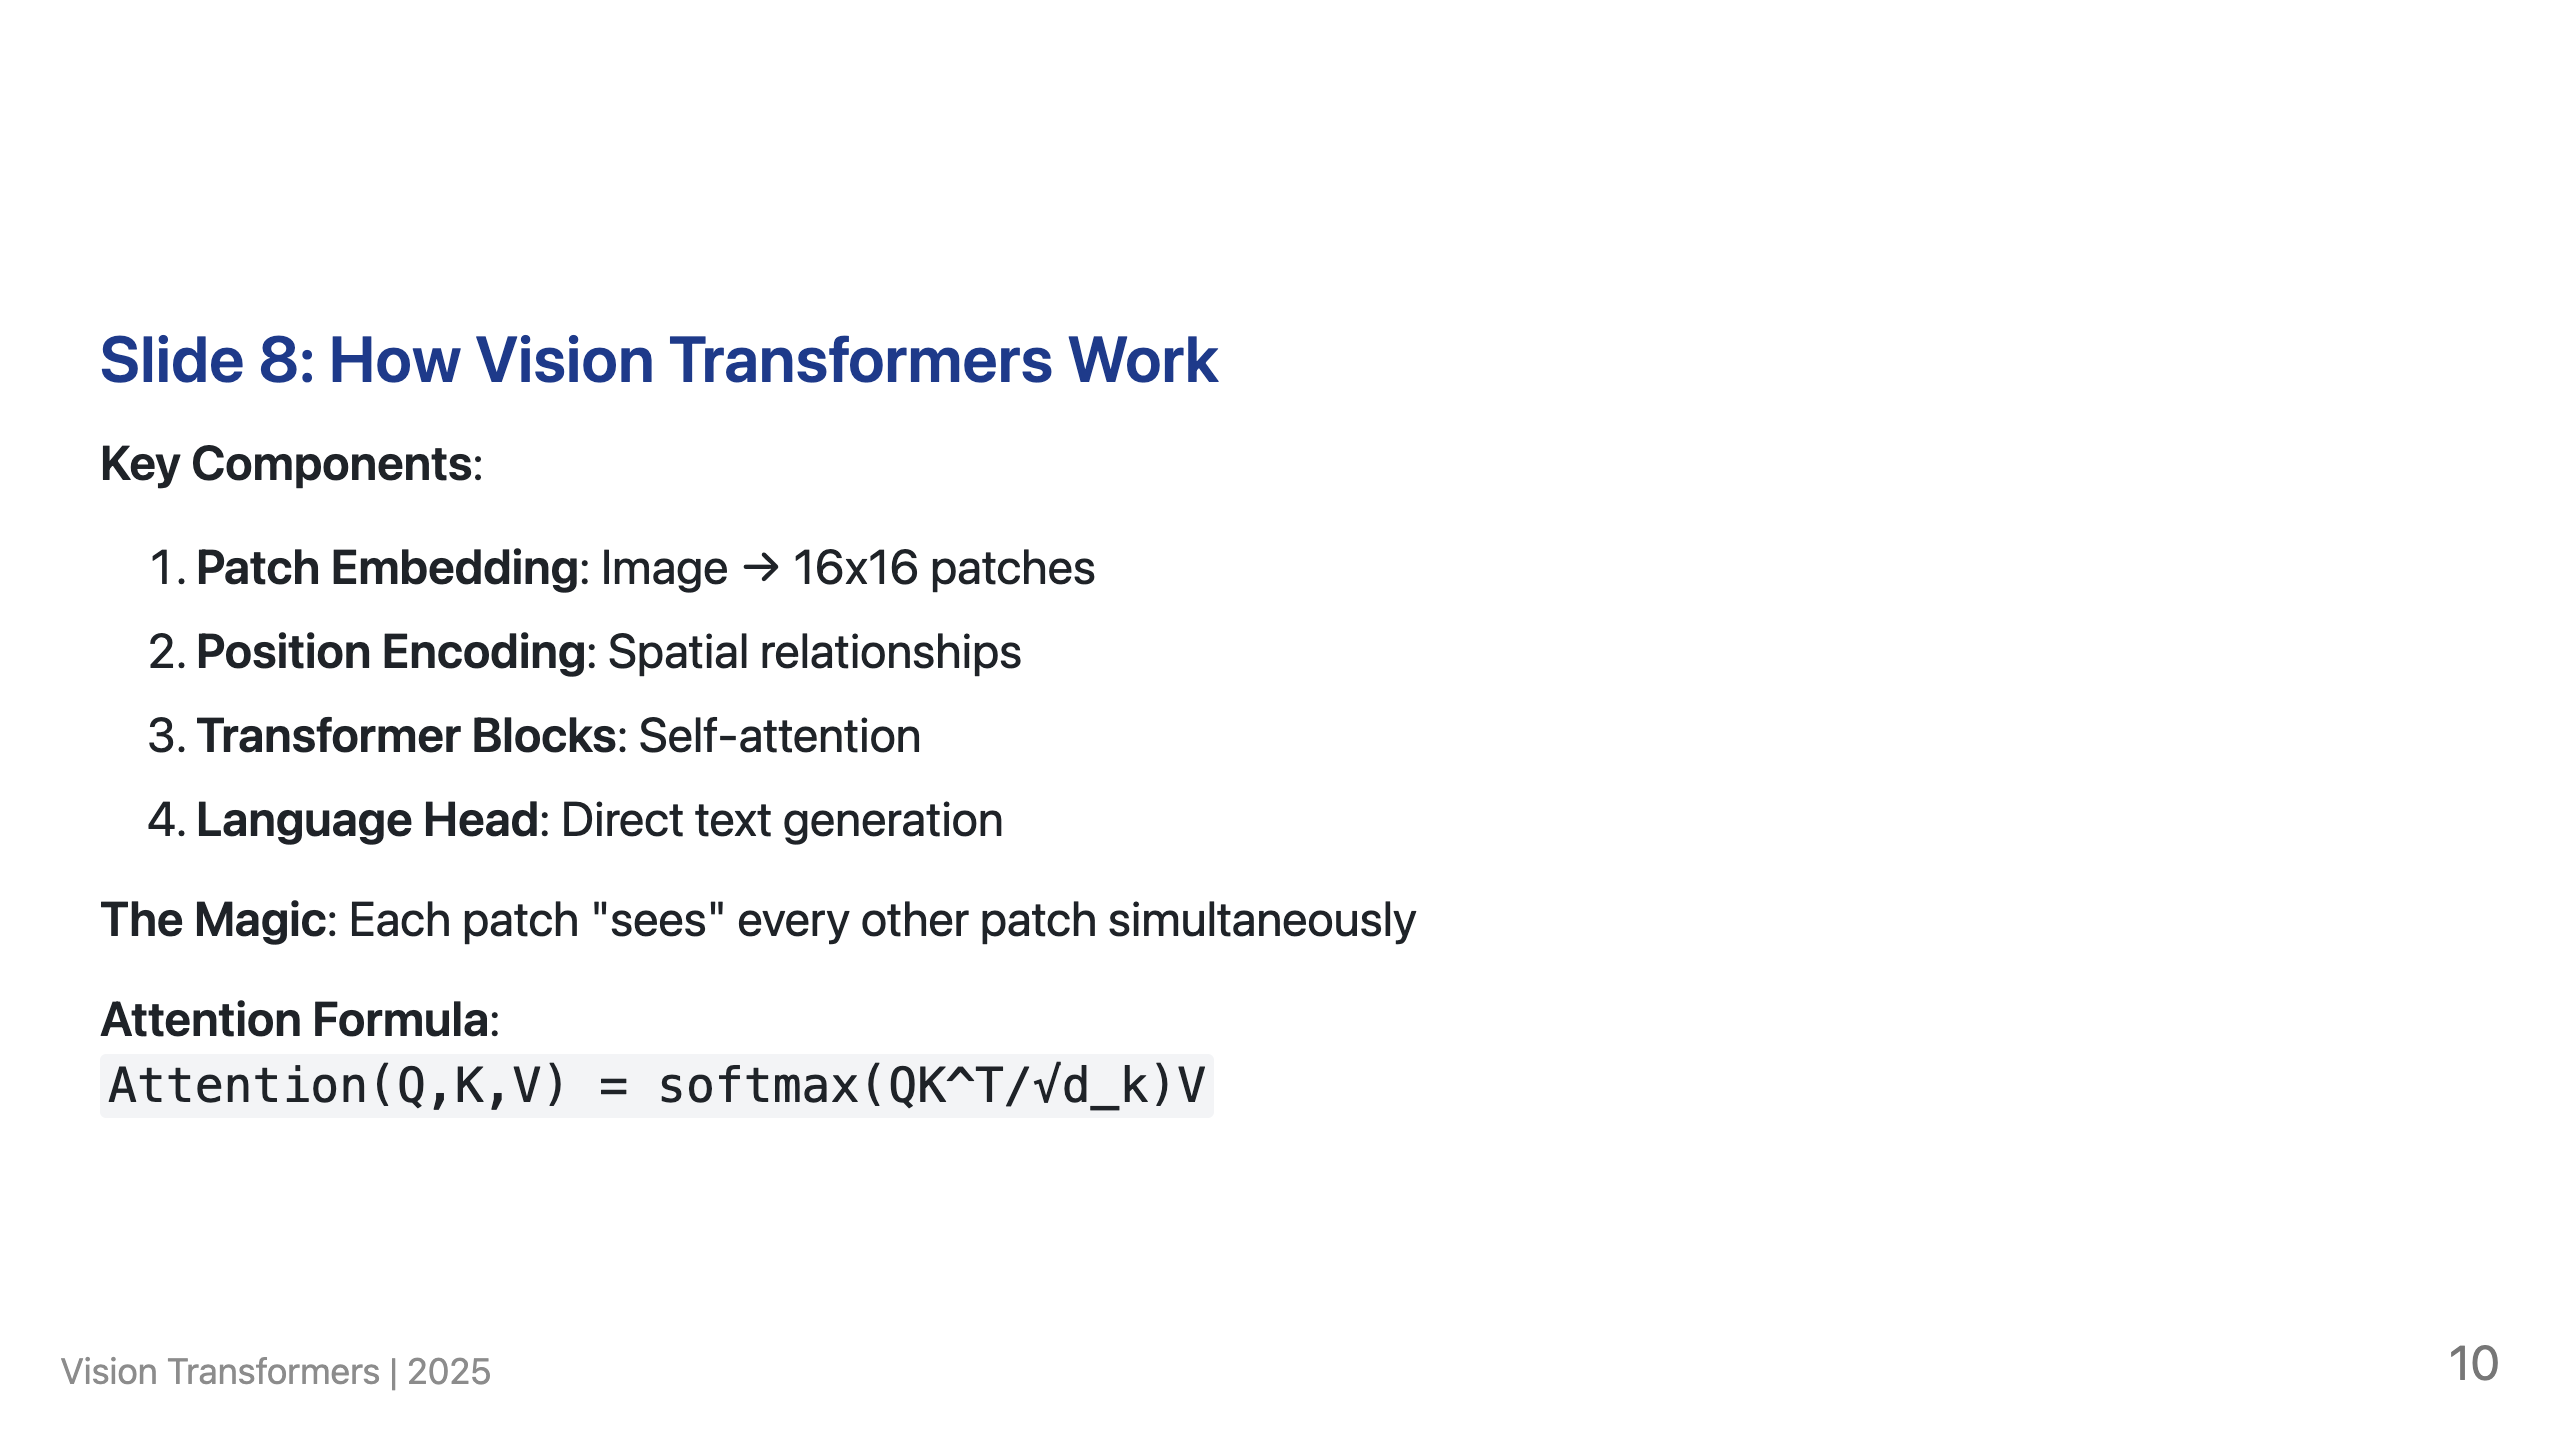 Slide 8: How Vision Transformers Work
Key Components:
1. Patch Embedding: Image → 16x16 patches
2. Position Encoding: Spatial relationships
3. Transformer Blocks: Self-attention
4. Language Head: Direct text generation
The Magic: Each patch "sees" every other patch simultaneously
Attention Formula:
Attention(Q,K,V) = softmax(QK^T/√d_k)V
Vision Transformers | 2025
10